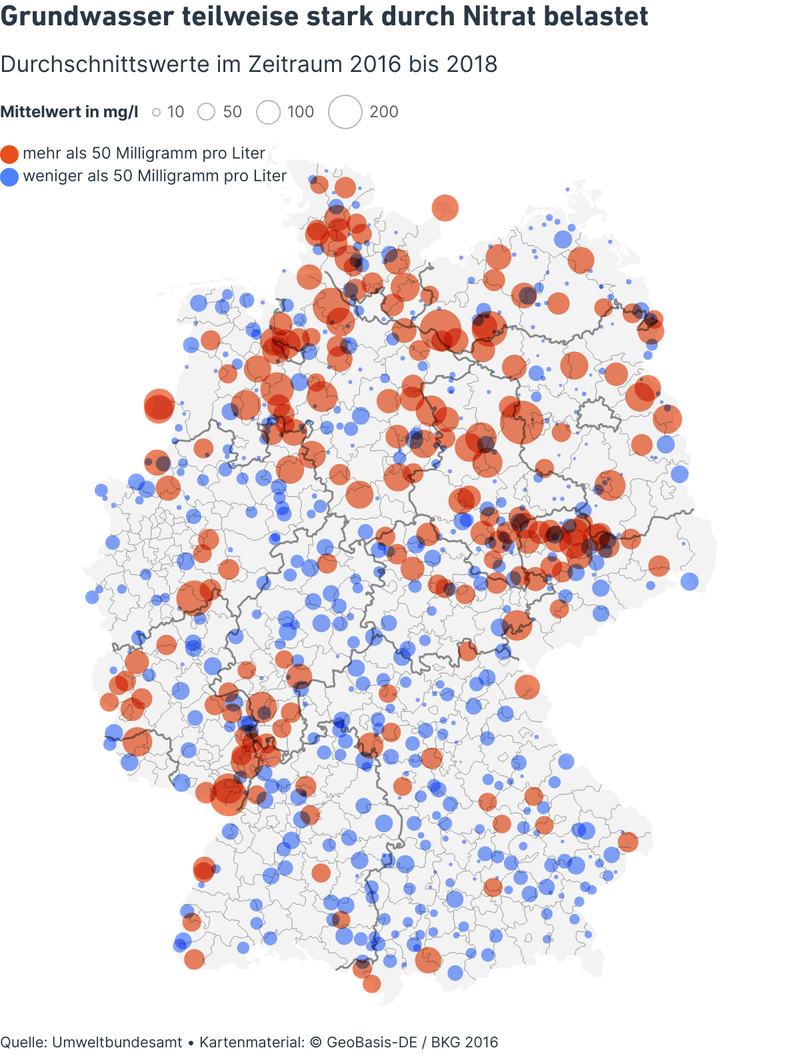 Grundwasser teilweise stark durch Nitrat belastet
Durchschnittswerte im Zeitraum 2016 bis 2018
Mittelwert in mg/l 10 50 100 200
mehr als 50 Milligramm pro Liter
weniger als 50 Milligramm pro Liter
Quelle: Umweltbundesamt • Kartenmaterial: © GeoBasis-DE / BKG 2016